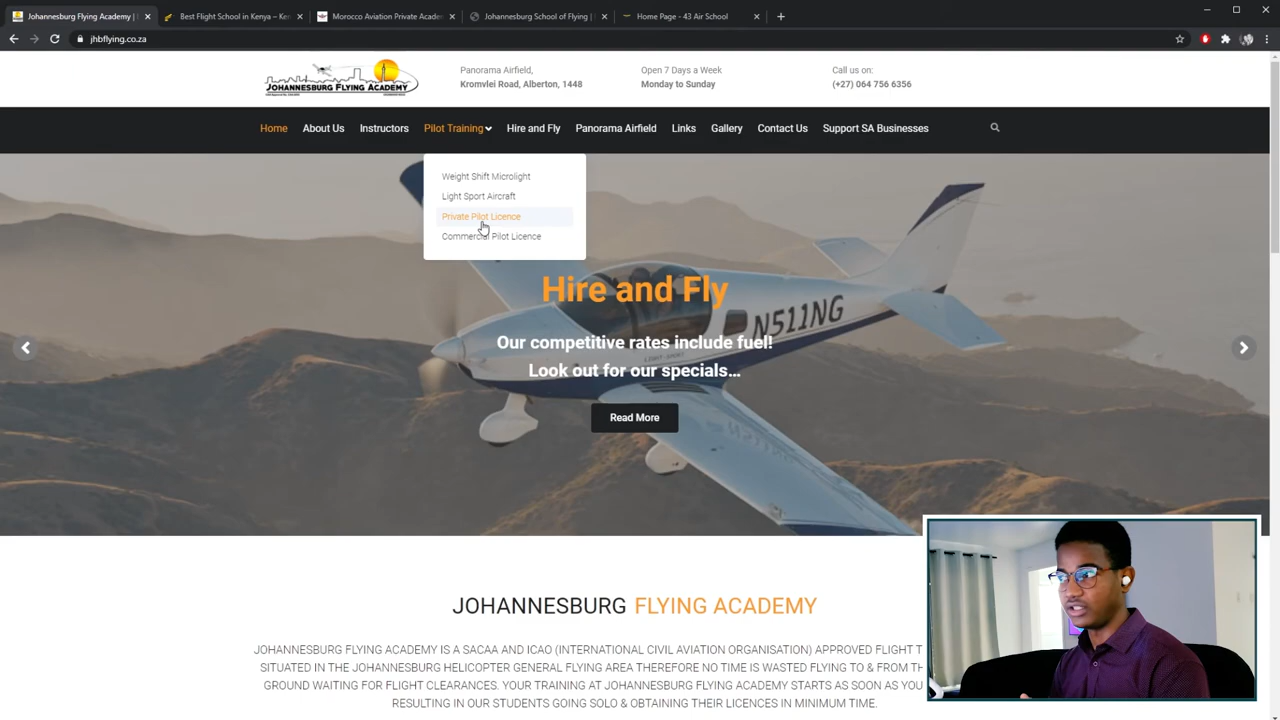 Johannesburg Flying Academy |
Best Flight School in Kenya – Ken
Morocco Aviation Private Acade
Johannesburg School of Flying |
Home Page - 43 Air School
jhbflying.co.za
JOHANNESBURG FLYING ACADEMY
Panorama Airfield,
Kromvlei Road, Alberton, 1448
Open 7 Days a Week
Monday to Sunday
Call us on:
(+27) 064 756 6356
Home About Us Instructors Pilot Training Hire and Fly Panorama Airfield Links Gallery Contact Us Support SA Businesses
Weight Shift Microlight
Light Sport Aircraft
Private Pilot Licence
Commercial Pilot Licence
N511NG
Hire and Fly
Our competitive rates include fuel!
Look out for our specials...
Read More
JOHANNESBURG FLYING ACADEMY
JOHANNESBURG FLYING ACADEMY IS A SACAA AND ICAO (INTERNATIONAL CIVIL AVIATION ORGANISATION) APPROVED FLIGHT T
SITUATED IN THE JOHANNESBURG HELICOPTER GENERAL FLYING AREA THEREFORE NO TIME IS WASTED FLYING TO & FROM TH
GROUND WAITING FOR FLIGHT CLEARANCES. YOUR TRAINING AT JOHANNESBURG FLYING ACADEMY STARTS AS SOON AS YOU
RESULTING IN OUR STUDENTS GOING SOLO & OBTAINING THEIR LICENCES IN MINIMUM TIME.